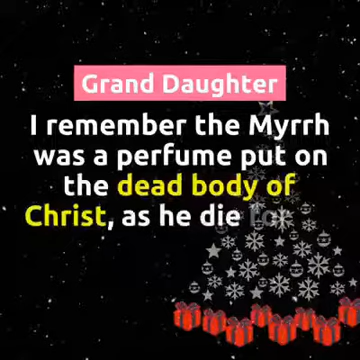 Grand Daughter
I remember the Myrrh
was a perfume put on
the dead body of
Christ, as he die